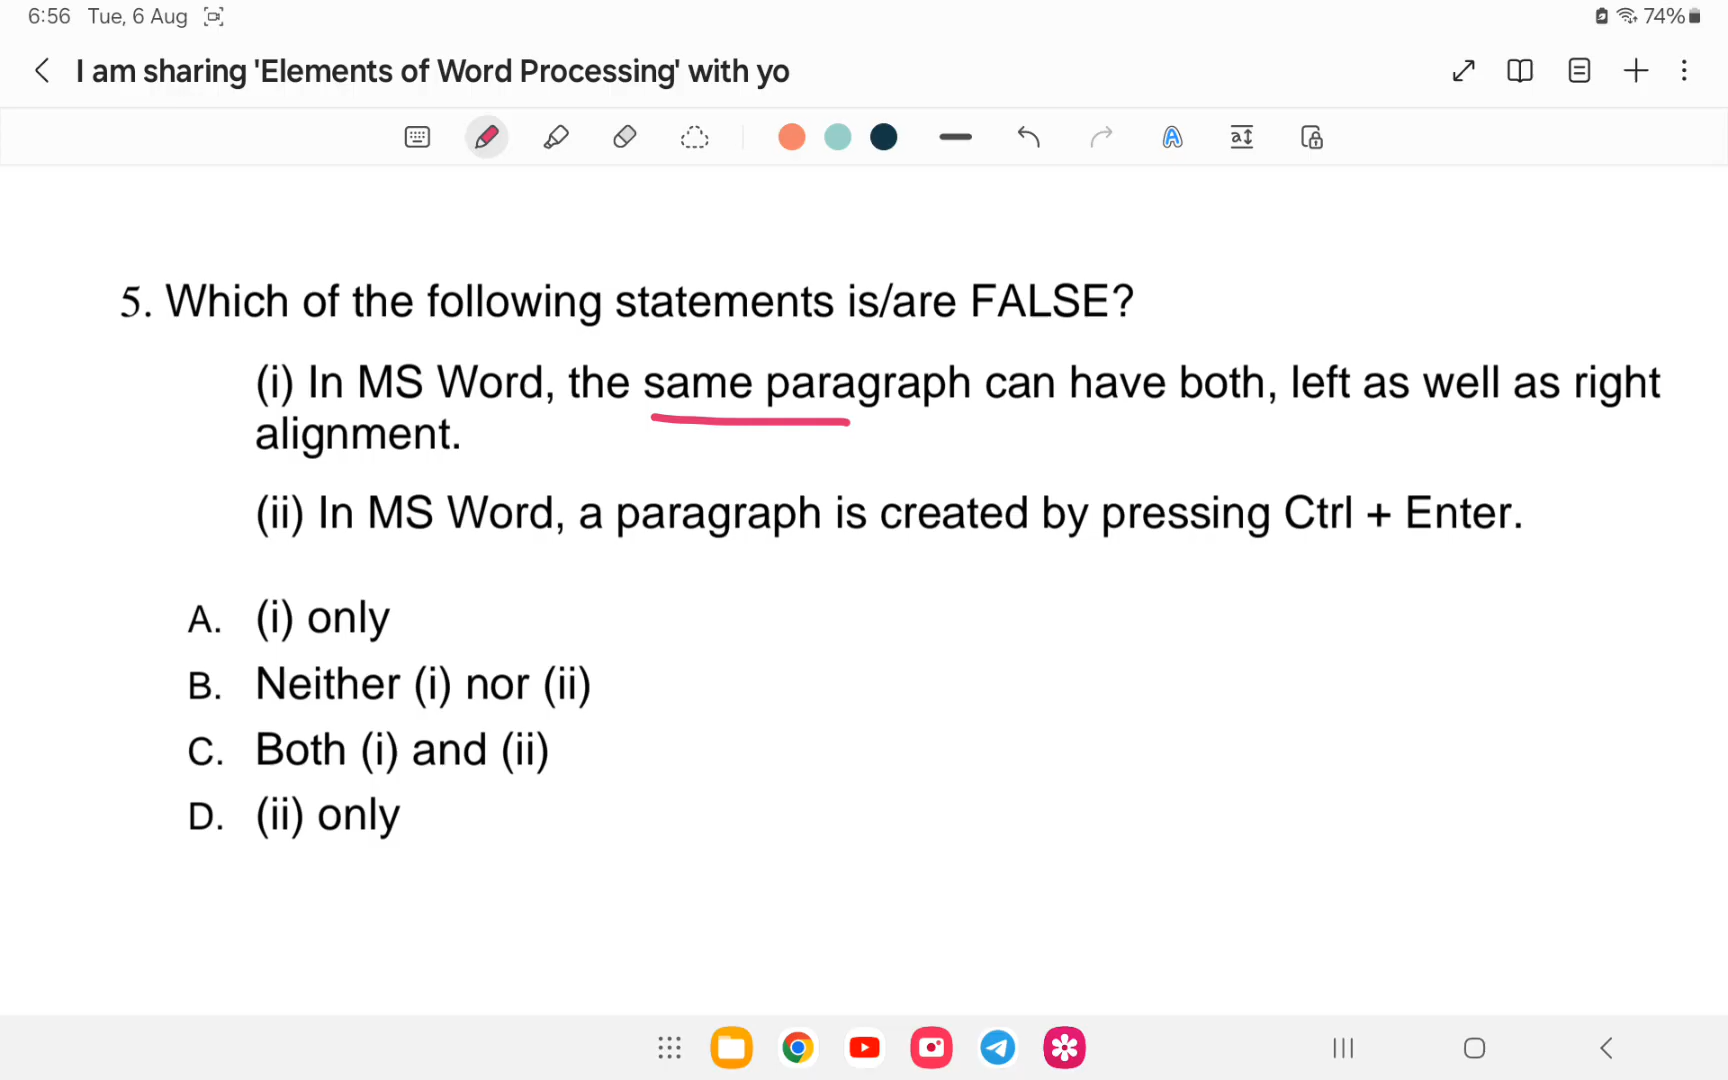 6:56 Tue, 6 Aug 74%
I am sharing 'Elements of Word Processing' with yo
5. Which of the following statements is/are FALSE?
(i) In MS Word, the same paragraph can have both, left as well as right
alignment.
(ii) In MS Word, a paragraph is created by pressing Ctrl + Enter.
A. (i) only
B. Neither (i) nor (ii)
C. Both (i) and (ii)
D. (ii) only